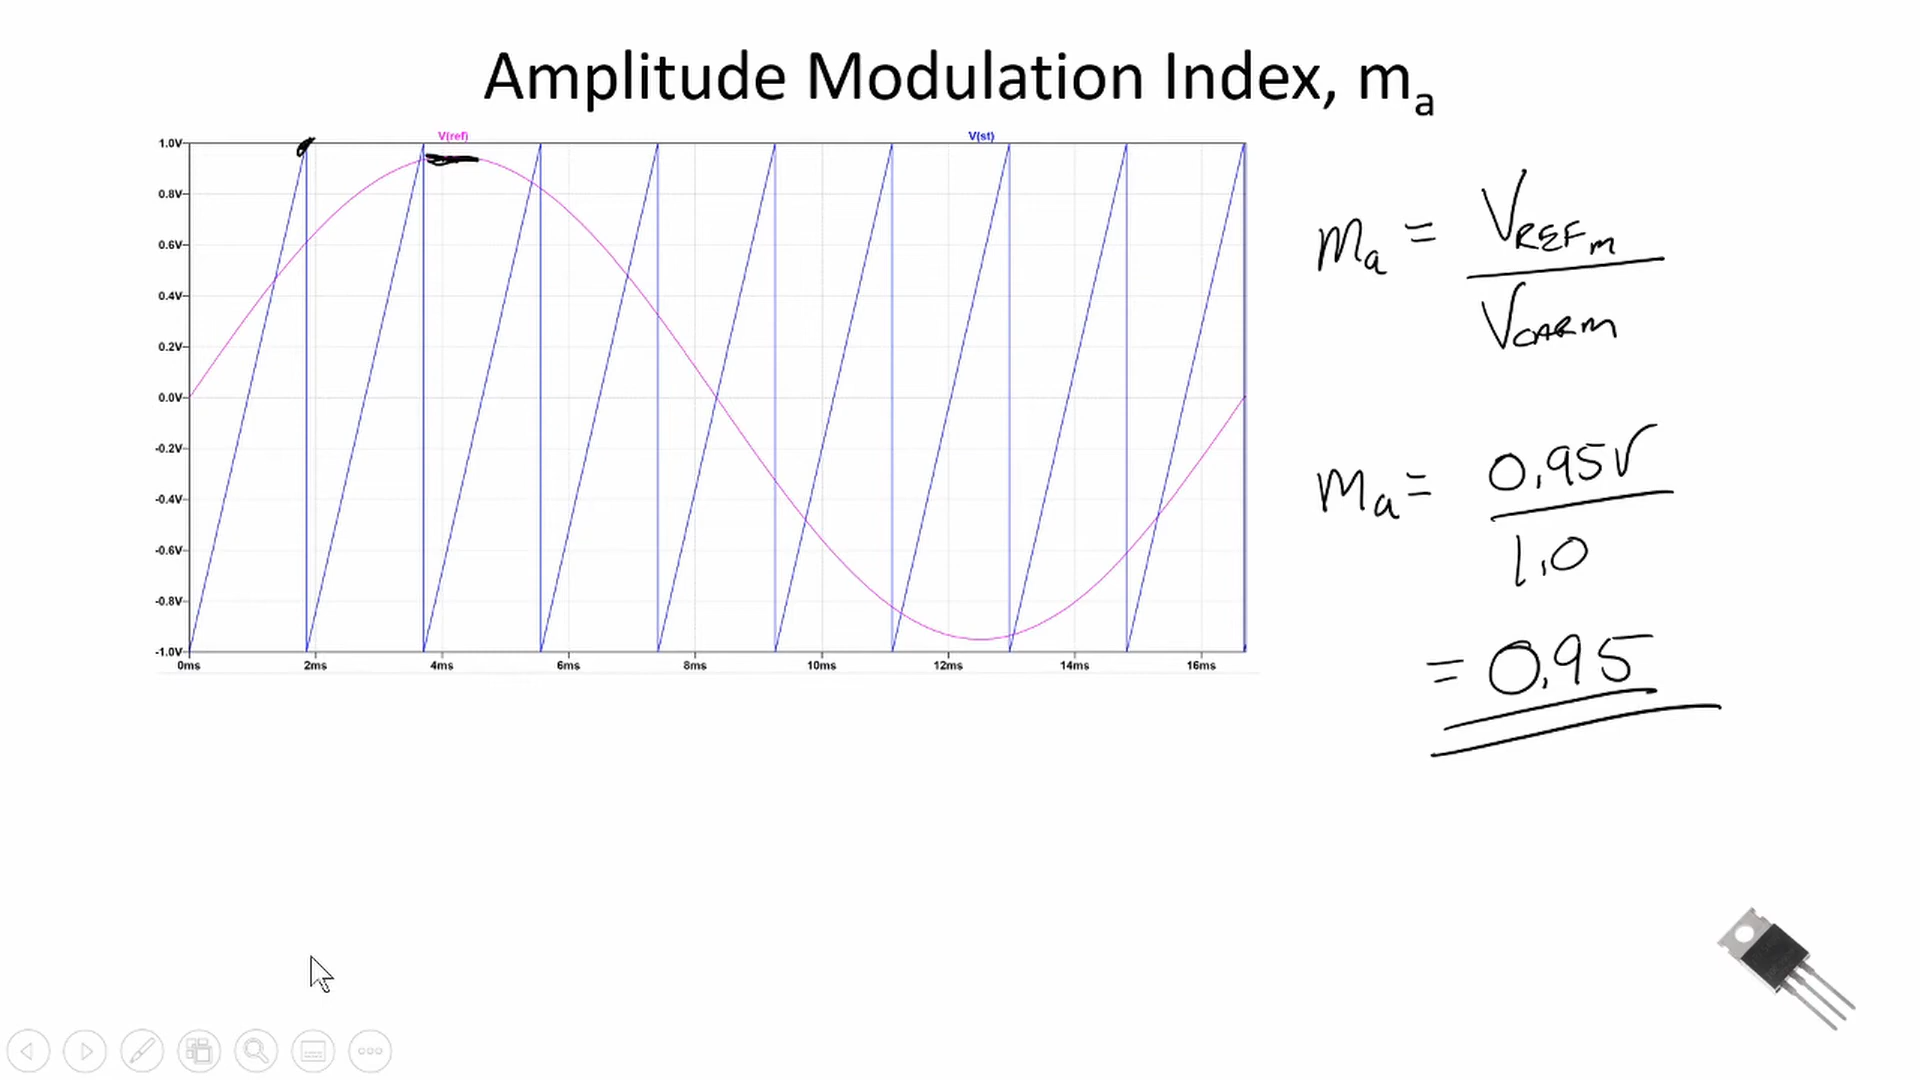 Amplitude Modulation Index, mₐ
V(ref) V(st)
1.0V
0.8V
0.6V
0.4V
0.2V
0.0V
-0.2V
-0.4V
-0.6V
-0.8V
-1.0V
0ms 2ms 4ms 6ms 8ms 10ms 12ms 14ms 16ms
ma = VREFm
VCARm
ma = 0.95V
1.0
= 0.95